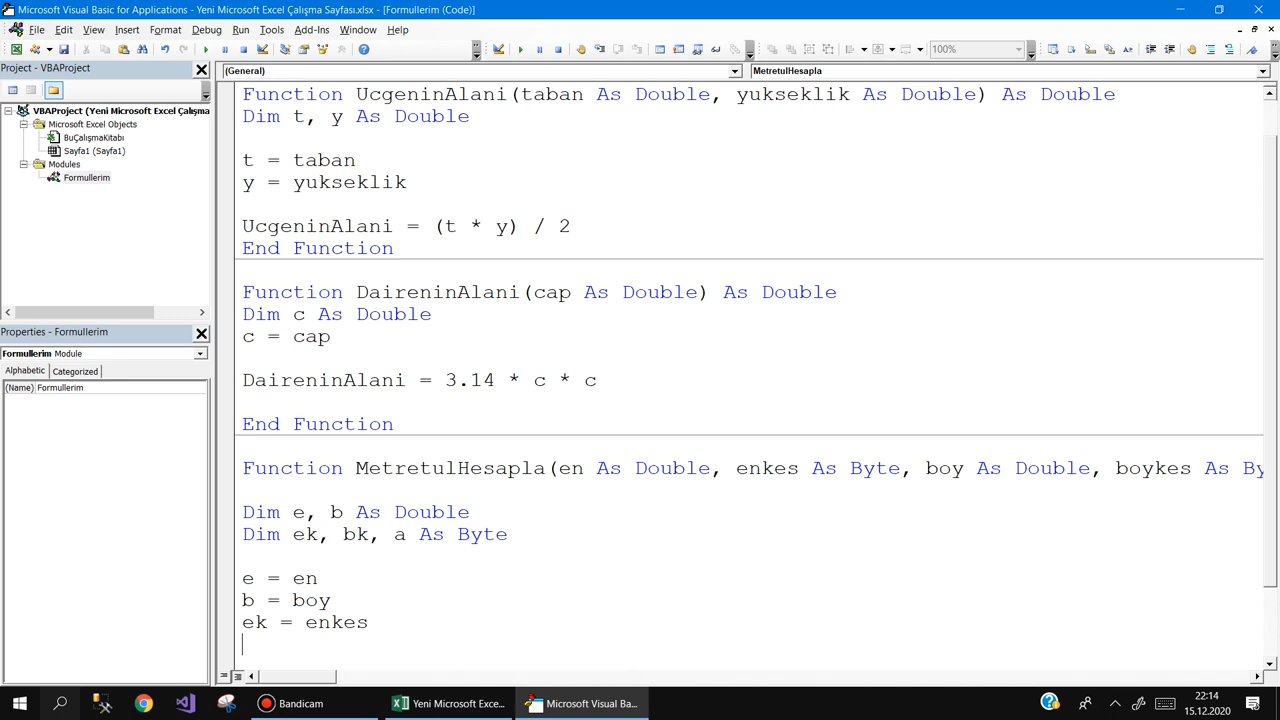 Microsoft Visual Basic for Applications - Yeni Microsoft Excel Çalışma Sayfası.xlsx - [Formullerim (Code)]
File Edit View Insert Format Debug Run Tools Add-Ins Window Help
100%
Project - VBAProject
(General)
MetretulHesapla
VBAProject (Yeni Microsoft Excel Çalışma
Microsoft Excel Objects
BuÇalışmaKitabı
Sayfa1 (Sayfa1)
Modules
Formullerim
Properties - Formullerim
Formullerim Module
Alphabetic Categorized
(Name) Formullerim
Function UcgeninAlani(taban As Double, yukseklik As Double) As Double
Dim t, y As Double
t = taban
y = yukseklik
UcgeninAlani = (t * y) / 2
End Function
Function DaireninAlani(cap As Double) As Double
Dim c As Double
c = cap
DaireninAlani = 3.14 * c * c
End Function
Function MetretulHesapla(en As Double, enkes As Byte, boy As Double, boykes As By
Dim e, b As Double
Dim ek, bk, a As Byte
e = en
b = boy
ek = enkes
Bandicam
Yeni Microsoft Exce...
Microsoft Visual Ba...
22:14
15.12.2020